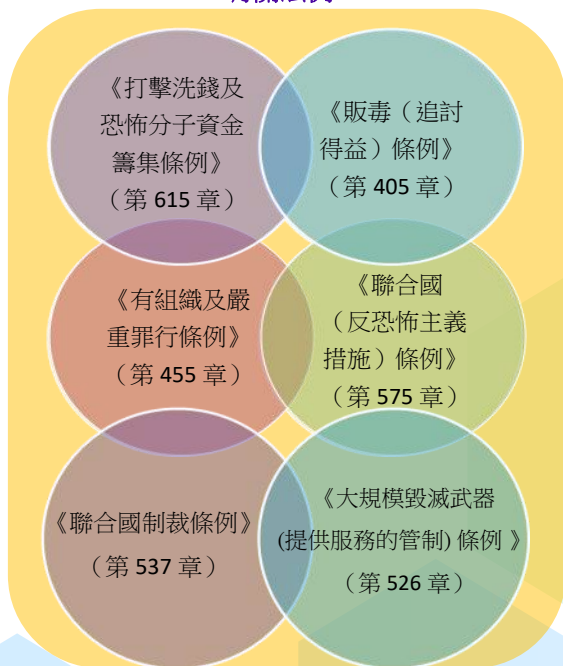 《打擊洗錢及
恐怖分子資金
籌集條例》
（第 615 章）
《販毒（追討
得益）條例》
（第 405 章）
《有組織及嚴
重罪行條例》
（第 455 章）
《聯合國
（反恐怖主義
措施）條例》
（第 575 章）
《聯合國制裁條例》
（第 537 章）
《大規模毀滅武器
(提供服務的管制) 條例 》
（第 526 章）